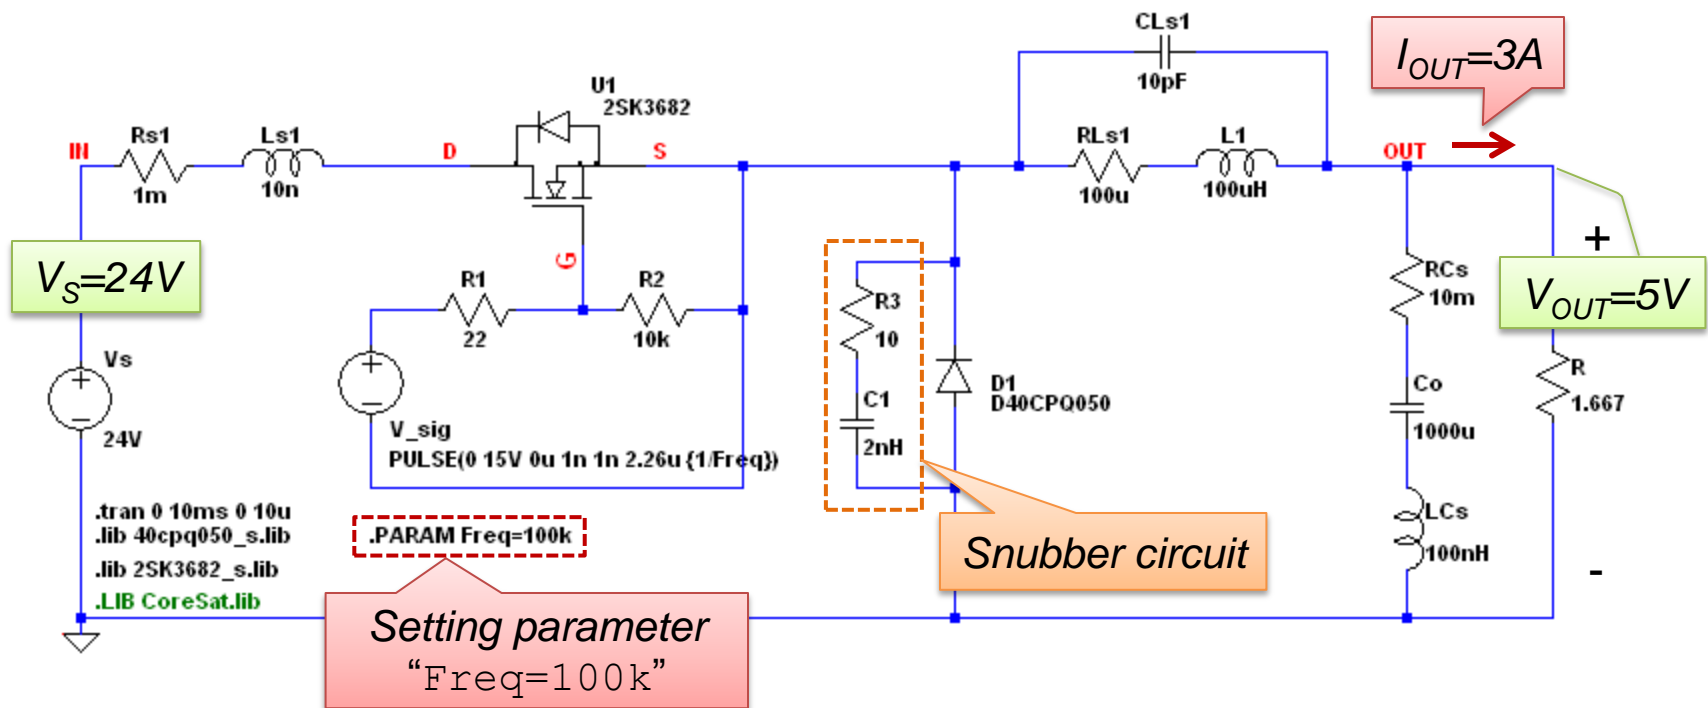 CLs1
10pF
IOUT=3A
U1
2SK3682
Rs1
1m
Ls1
10n
IN
D
S
G
RLs1
100u
L1
100uH
OUT
VS=24V
Vs
24V
R1
22
R2
10k
V_sig
PULSE(0 15V 0u 1n 1n 2.26u {1/Freq})
R3
10
C1
2nH
D1
D40CPQ050
RCs
10m
Co
1000u
LCs
100nH
+
VOUT=5V
R
1.667
-
.tran 0 10ms 0 10u
.lib 40cpq050_s.lib
.lib 2SK3682_s.lib
.LIB CoreSat.lib
.PARAM Freq=100k
Snubber circuit
Setting parameter
“Freq=100k”